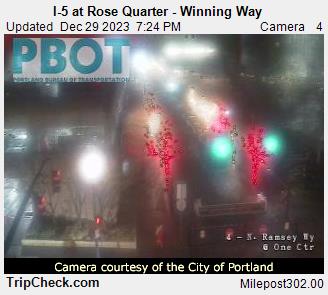 I-5 at Rose Quarter - Winning Way
Updated Dec 29 2023 7:24 PM Camera 4
PBOT
PORTLAND BUREAU OF TRANSPORTATION
4 - N. Ramsey Wy
@ One Ctr
Camera courtesy of the City of Portland
TripCheck.com Milepost302.00